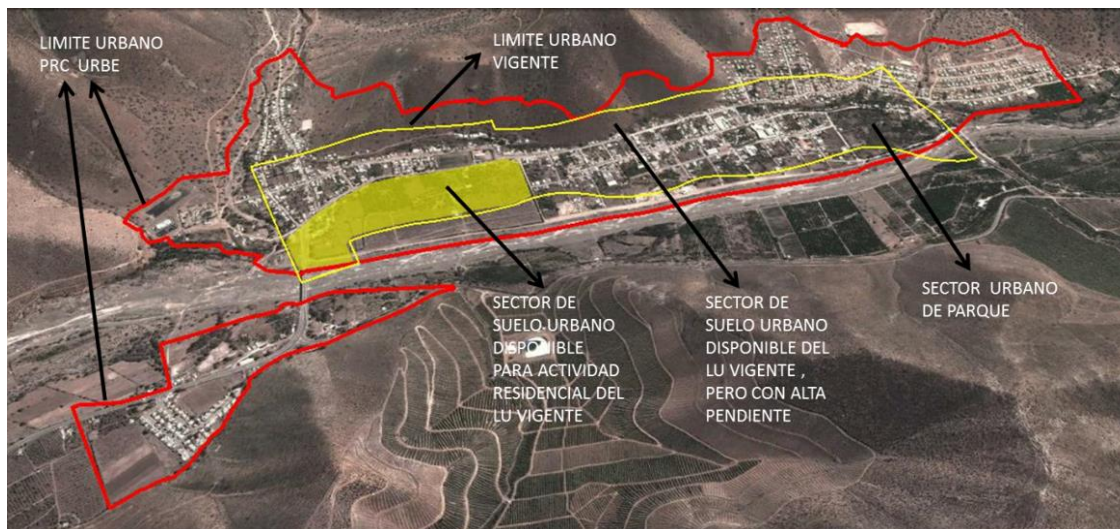 LIMITE URBANO
PRC URBE
LIMITE URBANO
VIGENTE
SECTOR DE
SUELO URBANO
DISPONIBLE
PARA ACTIVIDAD
RESIDENCIAL DEL
LU VIGENTE
SECTOR DE
SUELO URBANO
DISPONIBLE DEL
LU VIGENTE ,
PERO CON ALTA
PENDIENTE
SECTOR URBANO
DE PARQUE